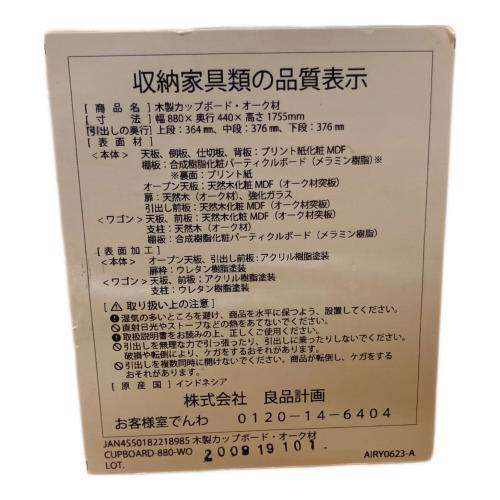 収納家具類の品質表示
[ 商 品 名 ] 木製カップボード・オーク材
[ 寸 法 ] 幅 880× 奥行 440× 高さ 1755mm
[引出しの奥行] 上段：364 ㎜、中段：376 ㎜、下段：376 ㎜
[ 表 面 材 ]
＜本体＞ 天板、側板、仕切板、背板：プリント紙化粧 MDF
棚板：合成樹脂化粧パーティクルボード（メラミン樹脂）※
※裏面：プリント紙
オープン天板：天然木化粧 MDF（オーク材突板）
扉：天然木（オーク材）、強化ガラス
引出し前板：天然木化粧 MDF（オーク材突板）
＜ワゴン＞ 天板、前板：天然木化粧 MDF（オーク材突板）
支柱：天然木（オーク材）
棚板：合成樹脂化粧パーティクルボード（メラミン樹脂）
[ 表 面 加 工 ]
＜本体＞ オープン天板、引出し前板：アクリル樹脂塗装
扉枠：ウレタン樹脂塗装
＜ワゴン＞ 天板、前板：アクリル樹脂塗装
支柱：ウレタン樹脂塗装
[ ⚠ 取り扱い上の注意 ]
湿気の多いところを避け、商品を水平に保つよう、設置してください。
直射日光やストーブなどの熱をあてないでください。
取扱説明書をお読みの上、正しくご使用ください。
引出しを無理な力で引っ張ったり、引出しに乗ったりしないでください。
破損や転倒により、ケガをするおそれがあります。
引出しを複数同時に開けないでください。商品が転倒し、ケガをする
おそれがあります。
[ 原 産 国 ] インドネシア
株式会社 良品計画
お客様室でんわ 0120-14-6404
JAN4550182218985 木製カップボード・オーク材
CUPBOARD-880-WO
LOT. 200919101. AIRY0623-A